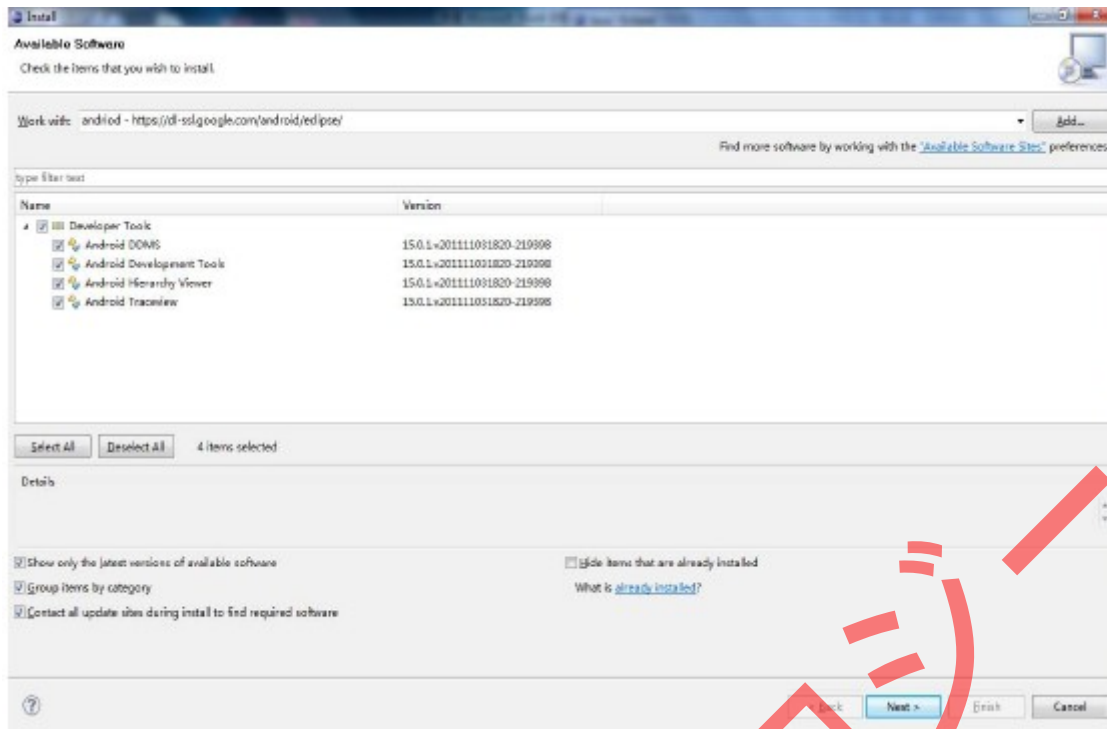 Install
Available Software
Check the items that you wish to install.
Work with: andriod - https://dl-ssl.google.com/android/eclipse/
Add...
Find more software by working with the "Available Software Sites" preferences
type filter text
Name Version
Developer Tools
Android DDMS 15.0.1.v201111031820-219398
Android Development Tools 15.0.1.v201111031820-219398
Android Hierarchy Viewer 15.0.1.v201111031820-219398
Android Traceview 15.0.1.v201111031820-219398
Select All Deselect All 4 items selected
Details
Show only the latest versions of available software Hide items that are already installed
Group items by category What is already installed?
Contact all update sites during install to find required software
< Back Next > Finish Cancel